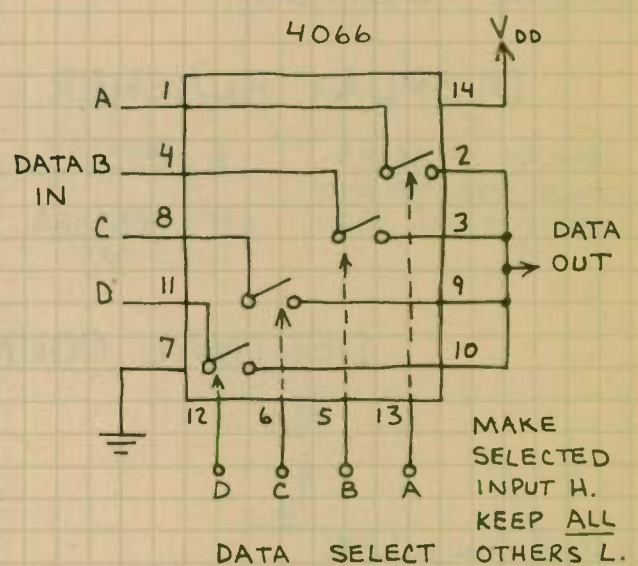 4066
V DD
A 1 14
DATA B 4 2
IN
C 8 3 DATA
OUT
D 11 9
7 10
12 6 5 13
D C B A
MAKE
SELECTED
INPUT H.
KEEP ALL
OTHERS L.
DATA SELECT